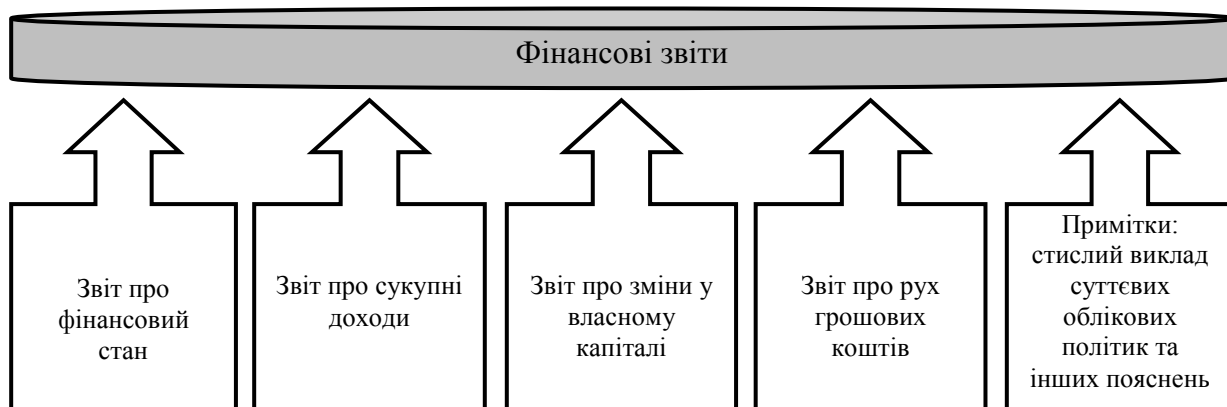 Фінансові звіти
Звіт про
фінансовий
стан
Звіт про сукупні
доходи
Звіт про зміни у
власному
капіталі
Звіт про рух
грошових
коштів
Примітки:
стислий виклад
суттєвих
облікових
політик та
інших пояснень